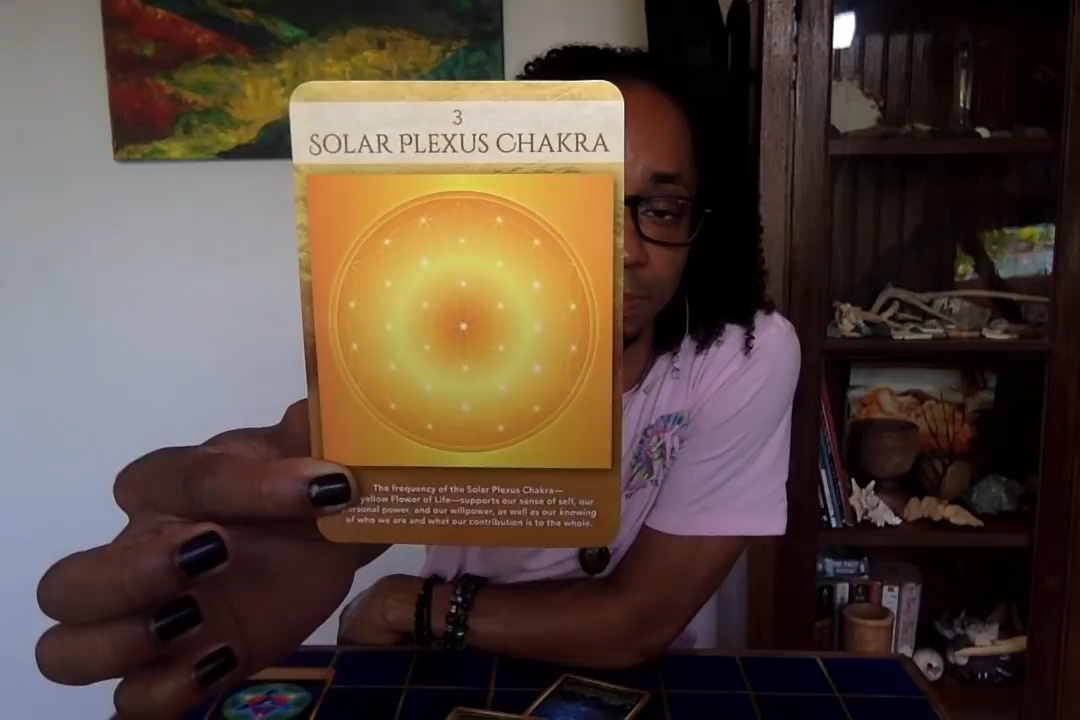 3
SOLAR PLEXUS CHAKRA
The frequency of the Solar Plexus Chakra—
yellow Flower of Life—supports our sense of self, our
personal power, and our willpower, as well as our knowing
of who we are and what our contribution is to the whole.